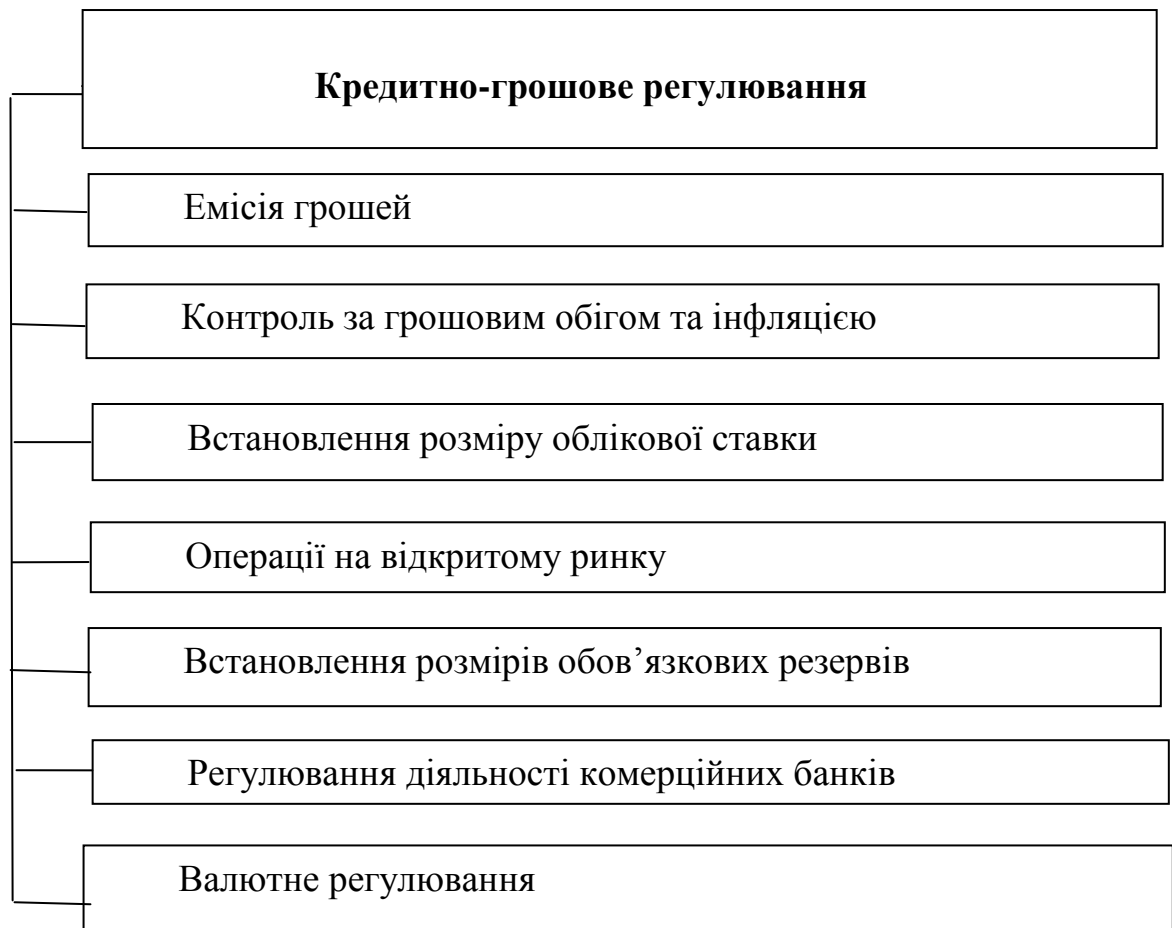 Кредитно-грошове регулювання
Емісія грошей
Контроль за грошовим обігом та інфляцією
Встановлення розміру облікової ставки
Операції на відкритому ринку
Встановлення розмірів обов’язкових резервів
Регулювання діяльності комерційних банків
Валютне регулювання